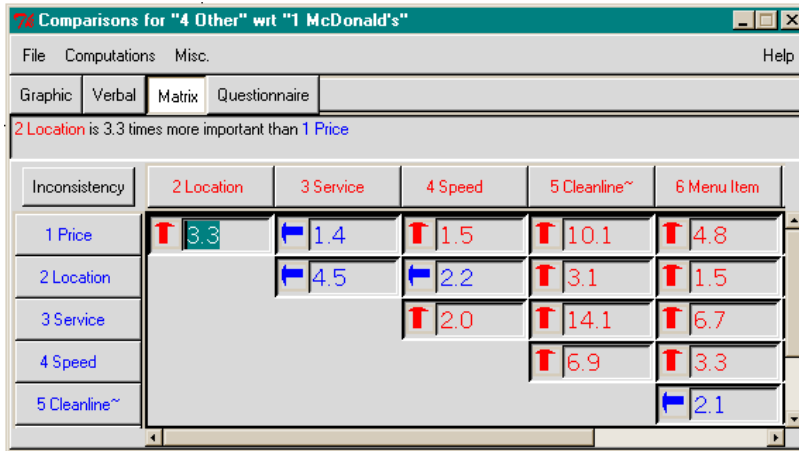 Comparisons for "4 Other" wrt "1 McDonald's"
File Computations Misc. Help
Graphic Verbal Matrix Questionnaire
2 Location is 3.3 times more important than 1 Price
Inconsistency 2 Location 3 Service 4 Speed 5 Cleanline~ 6 Menu Item
1 Price 3.3 1.4 1.5 10.1 4.8
2 Location 4.5 2.2 3.1 1.5
3 Service 2.0 14.1 6.7
4 Speed 6.9 3.3
5 Cleanline~ 2.1